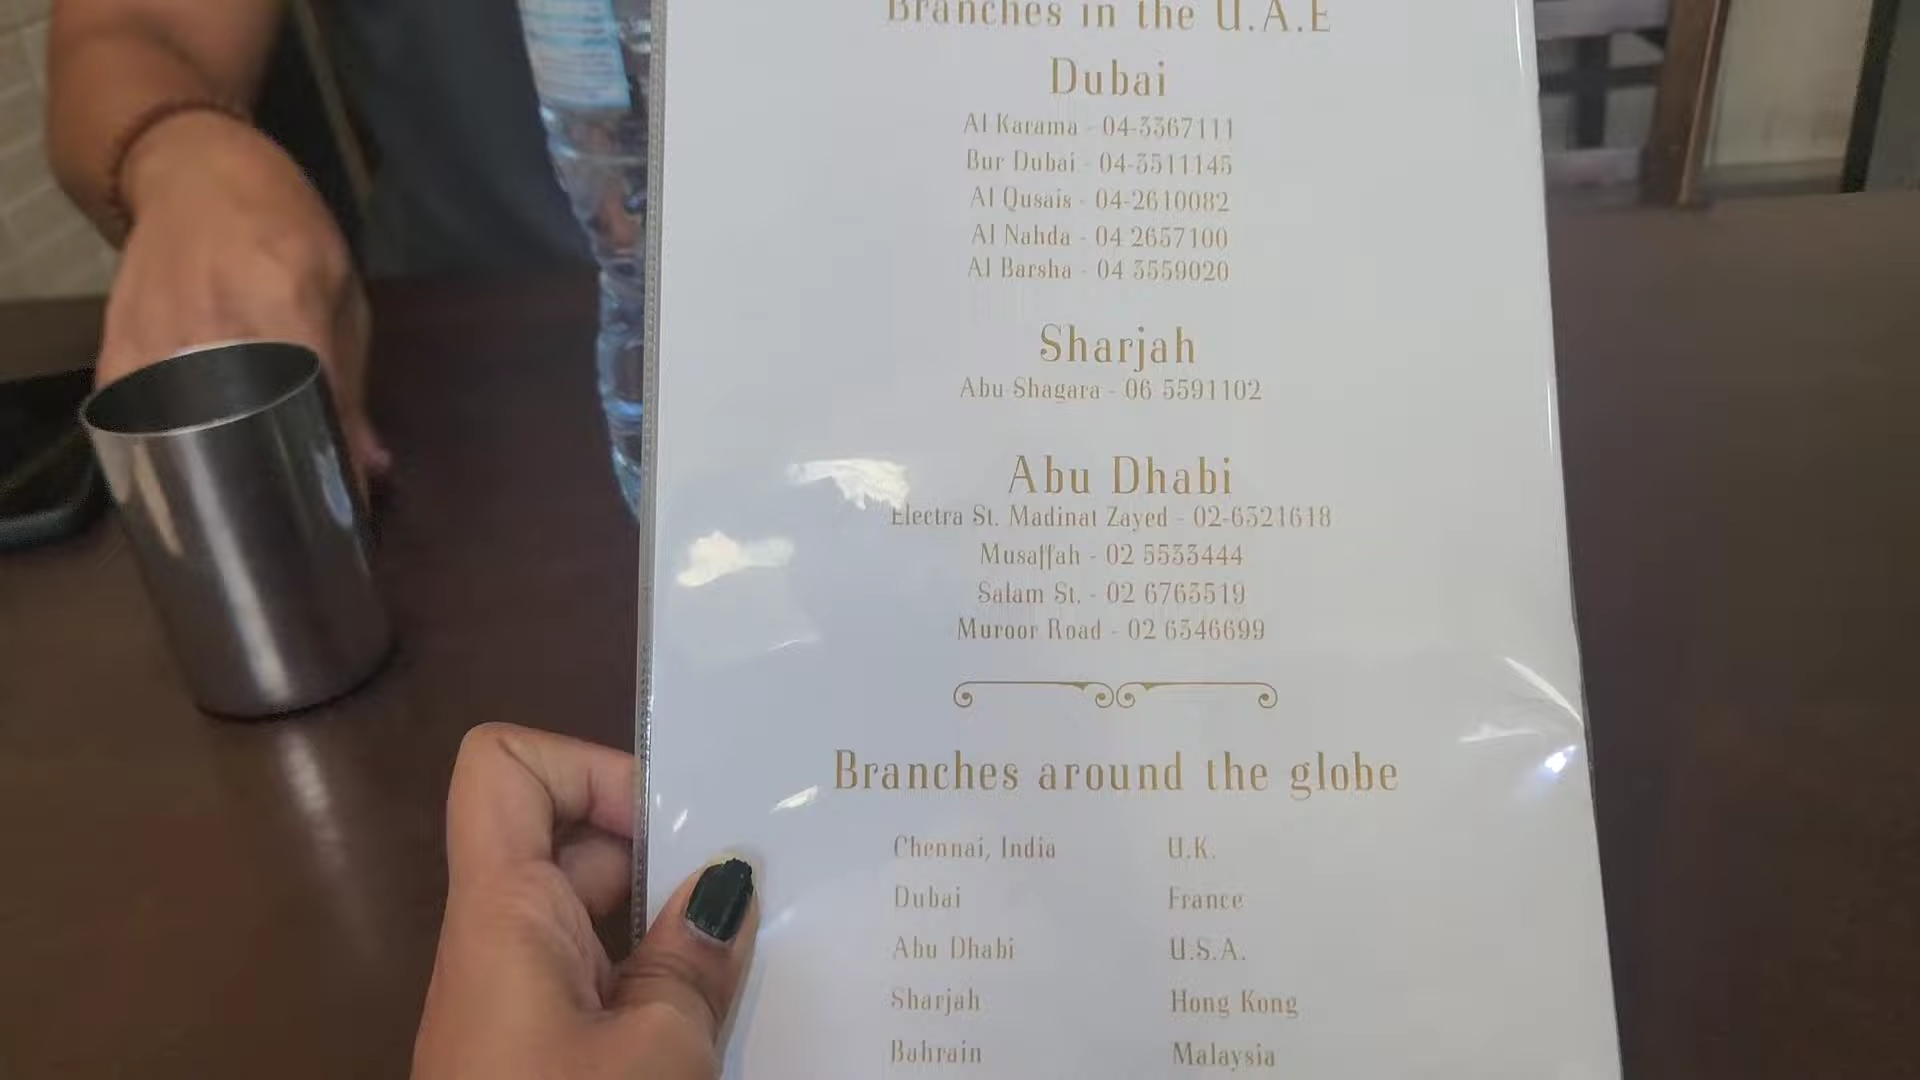 Branches in the U.A.E
Dubai
Al Karama - 04-3367111
Bur Dubai - 04-3511145
Al Qusais - 04-2610082
Al Nahda - 04 2657100
Al Barsha - 04 3559020
Sharjah
Abu Shagara - 06 5591102
Abu Dhabi
Electra St. Madinat Zayed - 02-6321618
Musaffah - 02 5533444
Salam St. - 02 6763519
Muroor Road - 02 6346699
Branches around the globe
Chennai, India U.K.
Dubai France
Abu Dhabi U.S.A.
Sharjah Hong Kong
Bahrain Malaysia